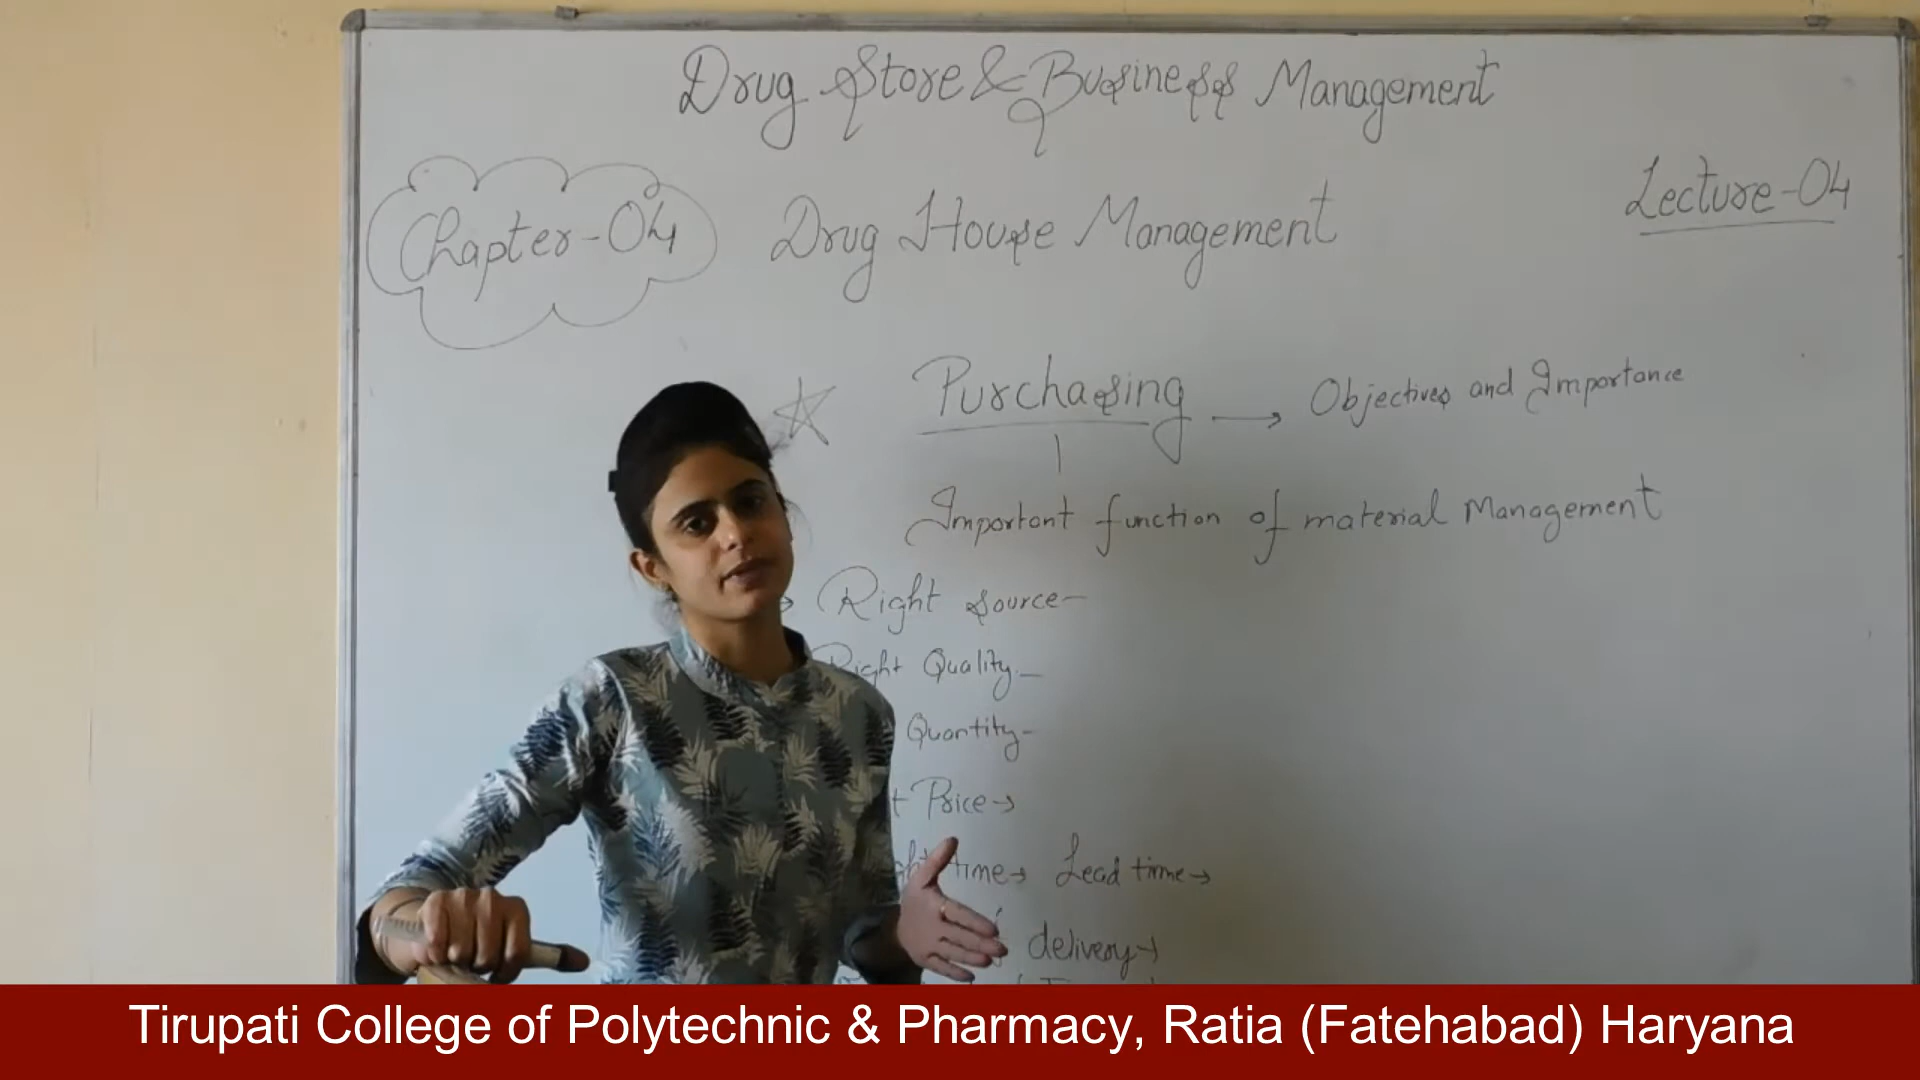 Drug Store & Business Management
Chapter-04 Drug House Management Lecture-04
Purchasing → Objectives and Importance
Important function of material Management
→ Right Source-
Right Quality-
Quantity-
Price→
time→ Lead time→
delivery→
Tirupati College of Polytechnic & Pharmacy, Ratia (Fatehabad) Haryana